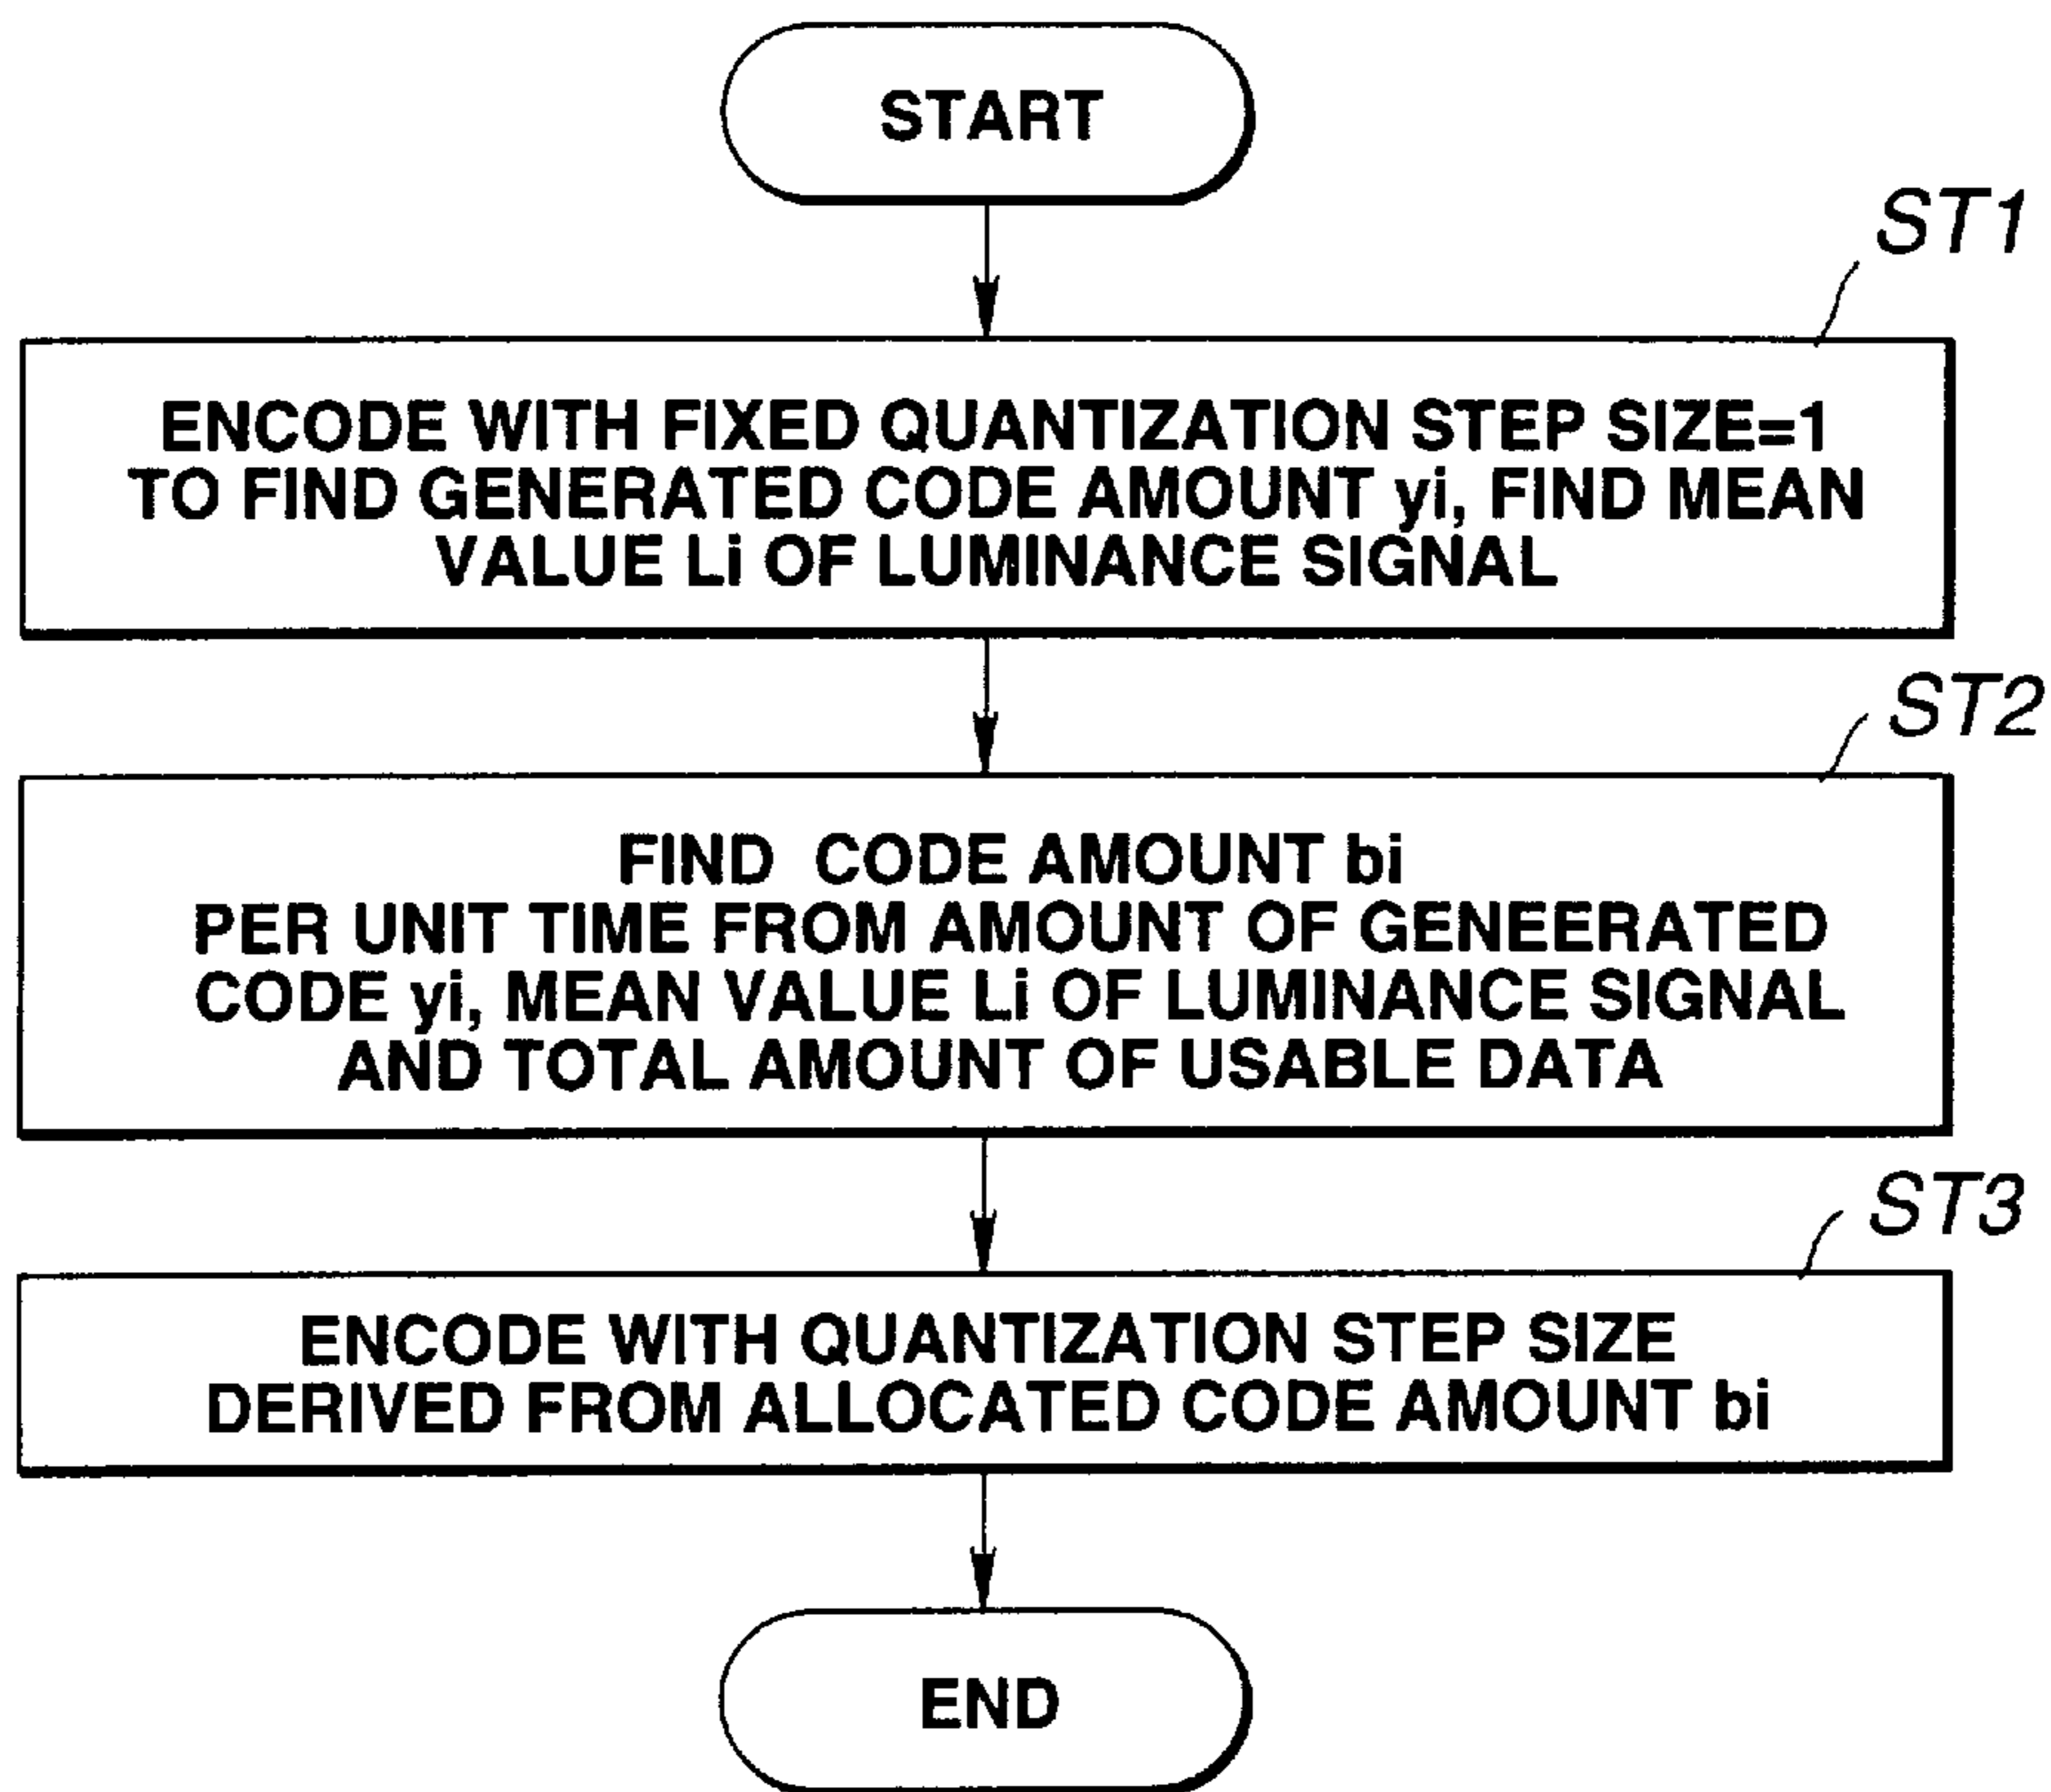 START
ST1
ENCODE WITH FIXED QUANTIZATION STEP SIZE=1
TO FIND GENERATED CODE AMOUNT yi, FIND MEAN
VALUE Li OF LUMINANCE SIGNAL
ST2
FIND CODE AMOUNT bi
PER UNIT TIME FROM AMOUNT OF GENEERATED
CODE yi, MEAN VALUE Li OF LUMINANCE SIGNAL
AND TOTAL AMOUNT OF USABLE DATA
ST3
ENCODE WITH QUANTIZATION STEP SIZE
DERIVED FROM ALLOCATED CODE AMOUNT bi
END